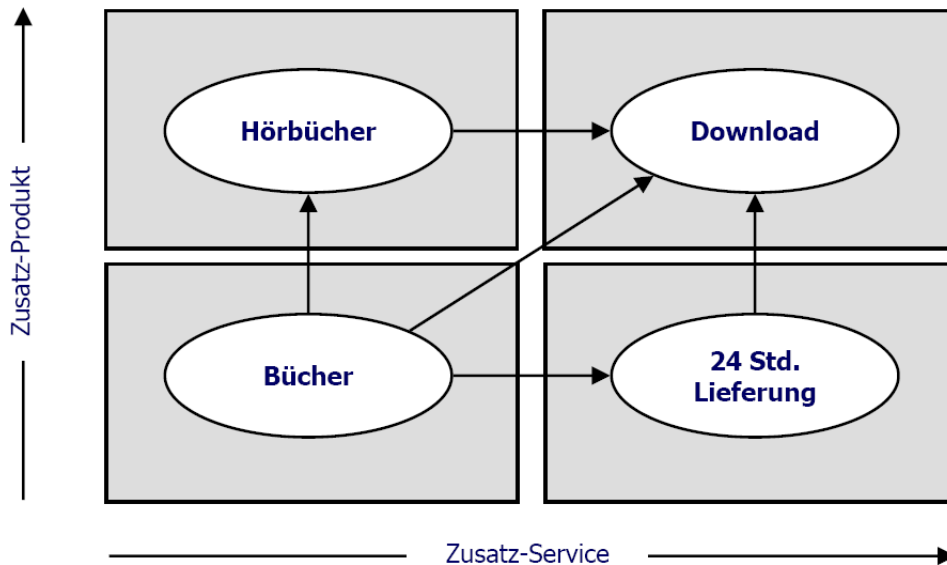 Hörbücher
Download
Zusatz-Produkt
Bücher
24 Std.
Lieferung
Zusatz-Service